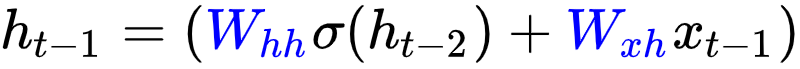 h_{t-1} = (W_{hh}σ(h_{t-2}) + W_{xh}x_{t-1})